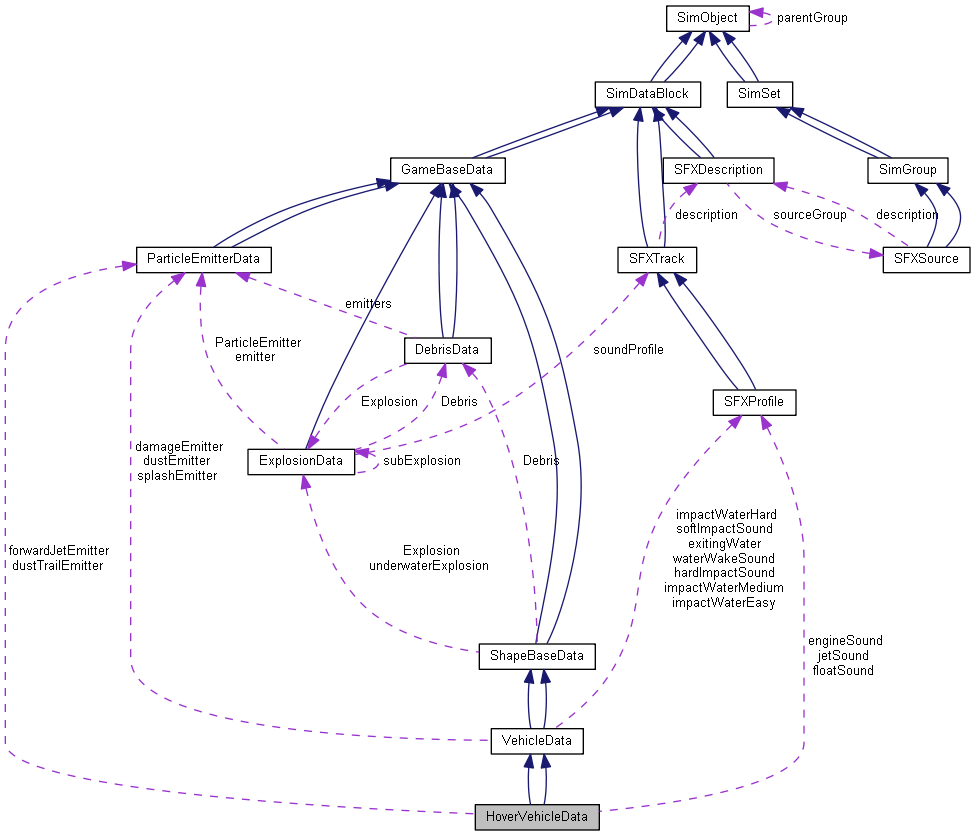 SimObject
parentGroup
SimDataBlock
SimSet
GameBaseData
SFXDescription
SimGroup
description
sourceGroup
description
ParticleEmitterData
SFXTrack
SFXSource
emitters
ParticleEmitter
emitter
DebrisData
soundProfile
Explosion
Debris
SFXProfile
damageEmitter
dustEmitter
splashEmitter
ExplosionData
subExplosion
Debris
forwardJetEmitter
dustTrailEmitter
Explosion
underwaterExplosion
impactWaterHard
softImpactSound
exitingWater
waterWakeSound
hardImpactSound
impactWaterMedium
impactWaterEasy
ShapeBaseData
engineSound
jetSound
floatSound
VehicleData
HoverVehicleData